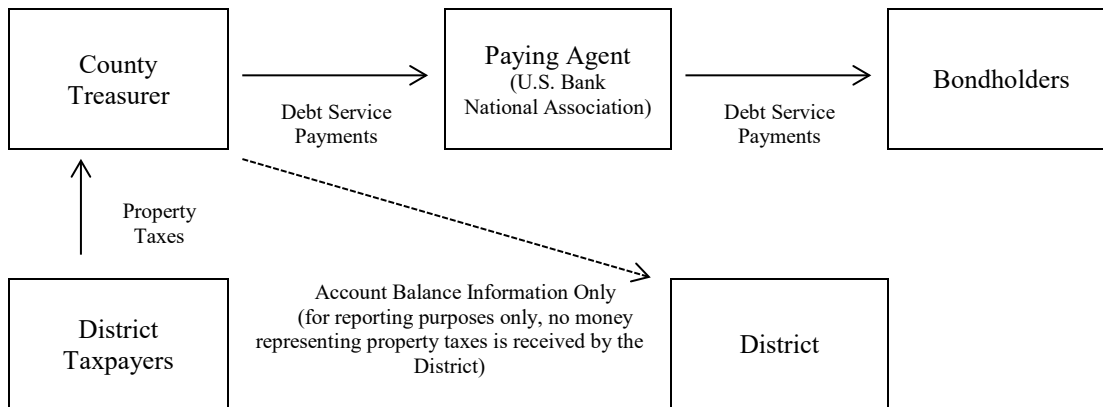 County
Treasurer
Debt Service
Payments
Paying Agent
(U.S. Bank
National Association)
Debt Service
Payments
Bondholders
Property
Taxes
District
Taxpayers
Account Balance Information Only
(for reporting purposes only, no money
representing property taxes is received by the
District)
District